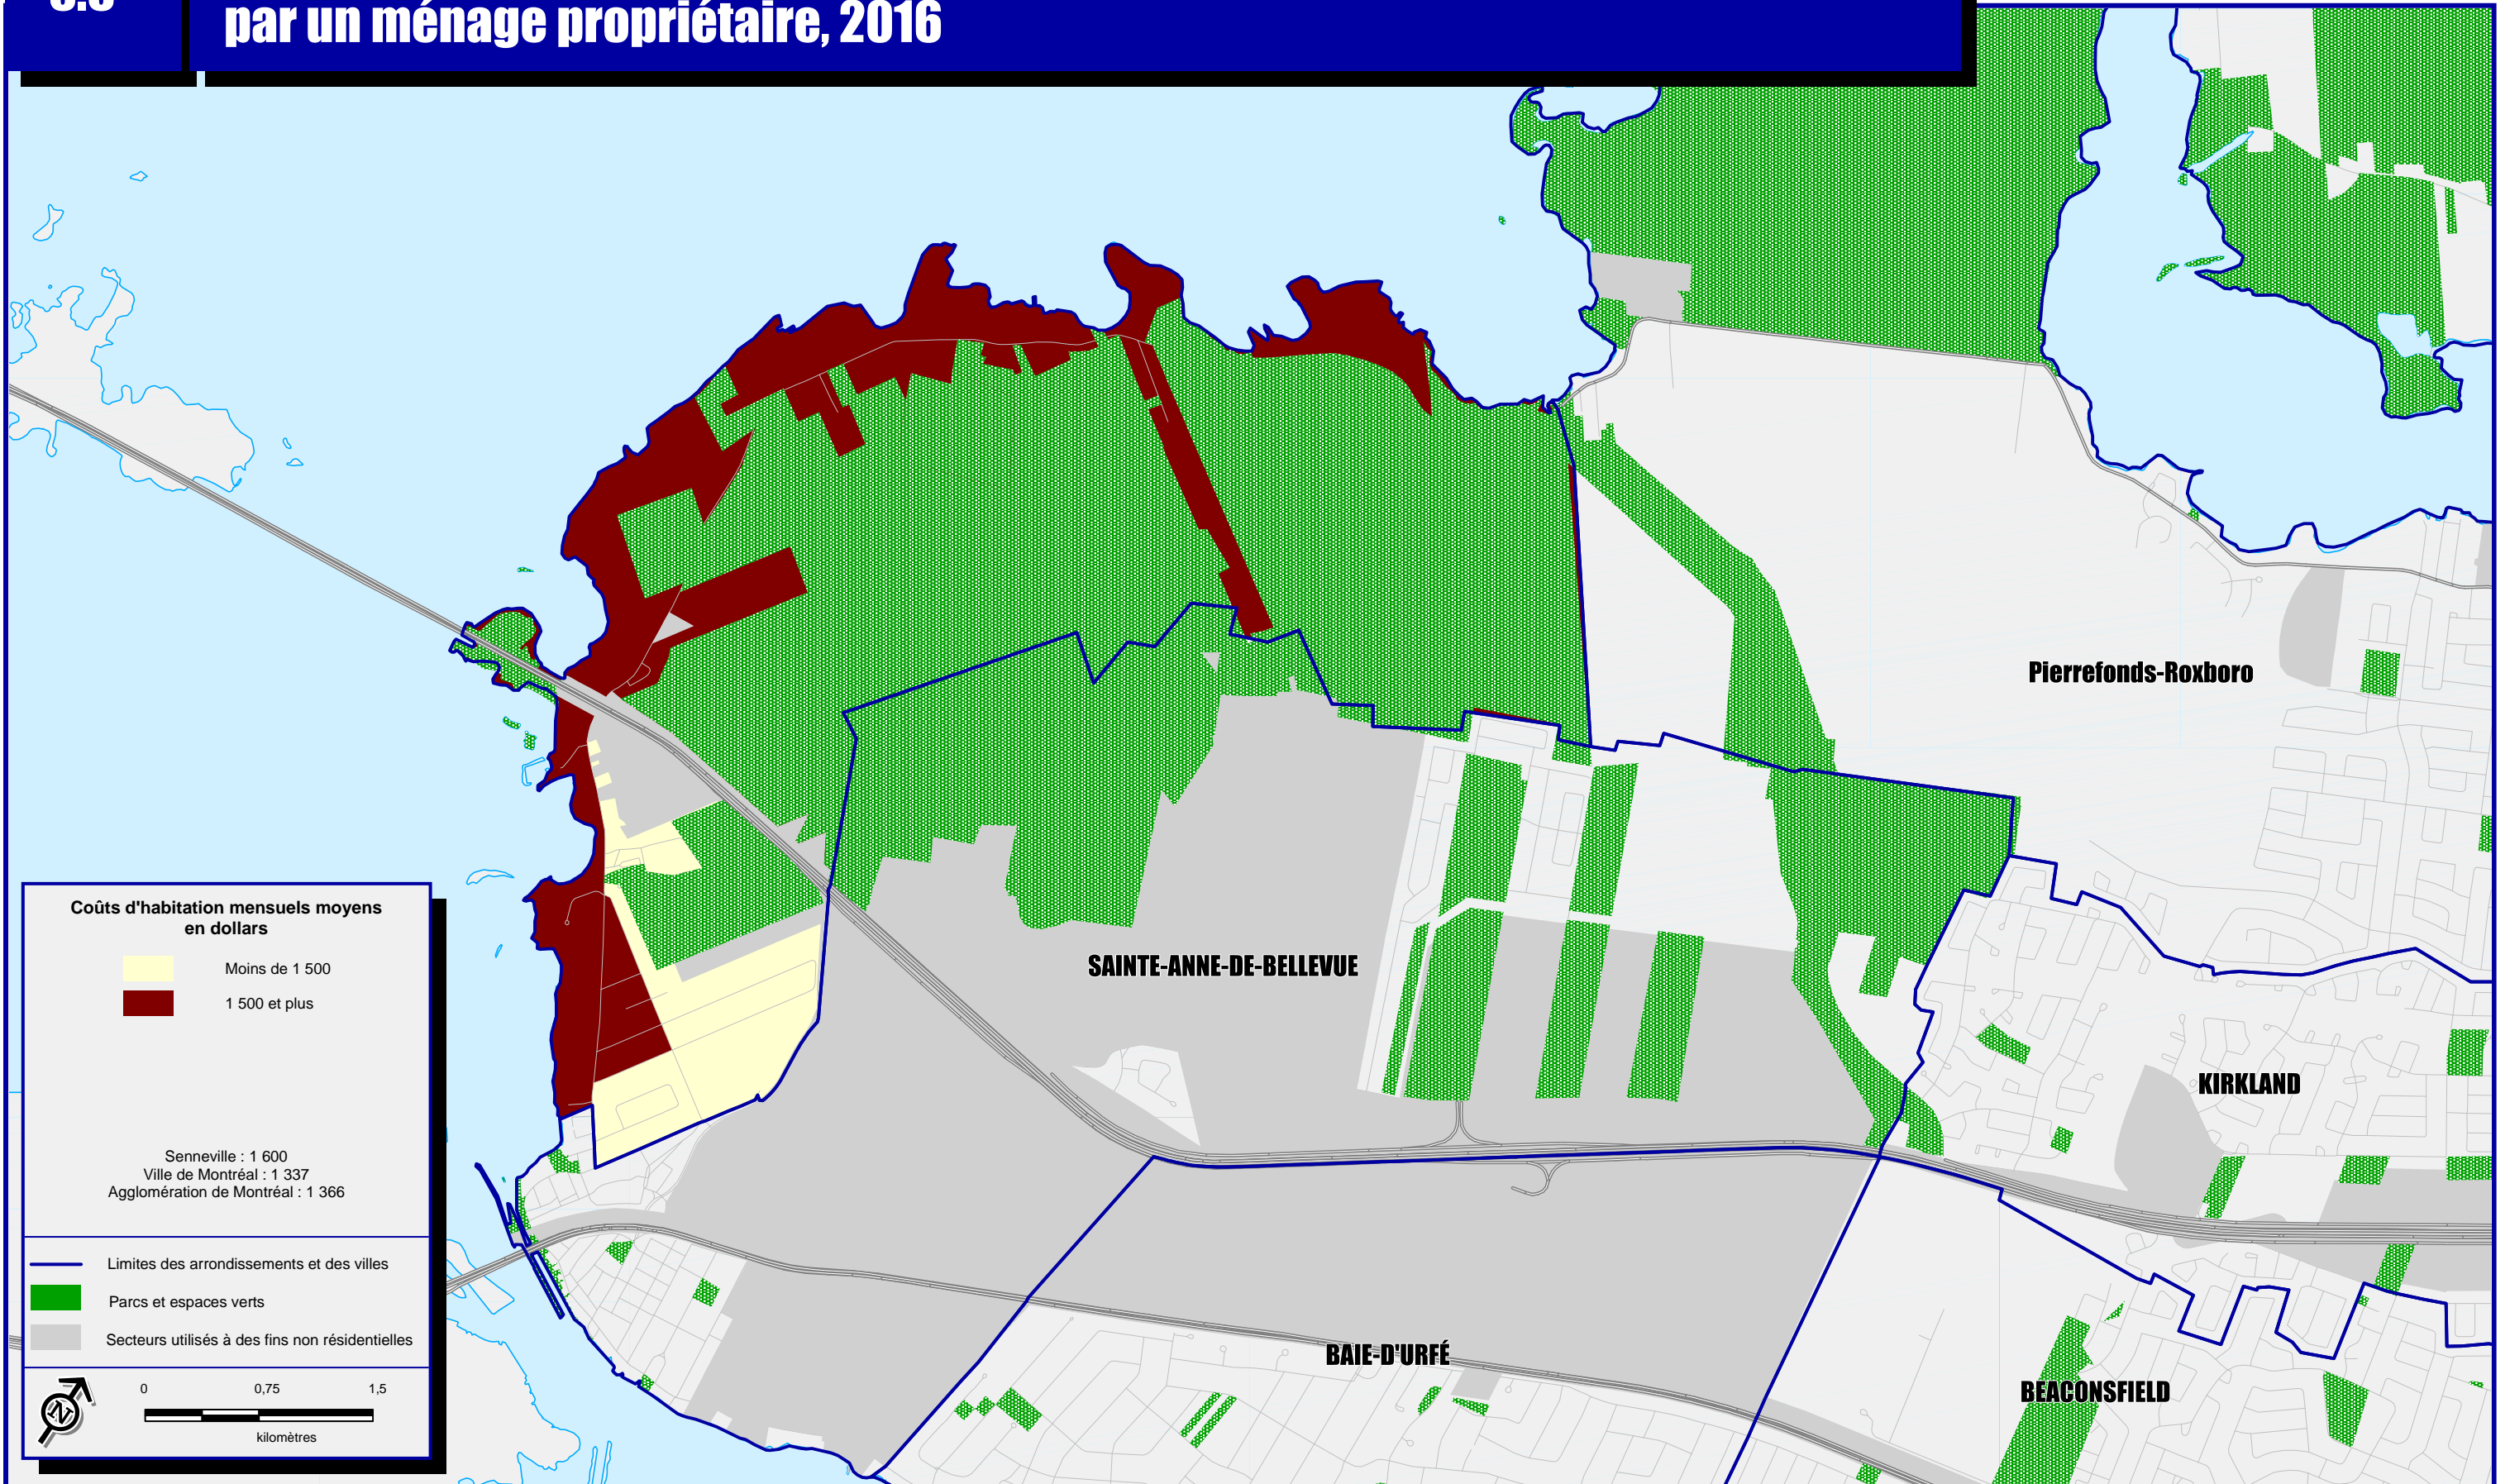 par un ménage propriétaire, 2016
Pierrefonds-Roxboro
SAINTE-ANNE-DE-BELLEVUE
KIRKLAND
BAIE-D'URFÉ
BEACONSFIELD
Coûts d'habitation mensuels moyens
en dollars
Moins de 1 500
1 500 et plus
Senneville : 1 600
Ville de Montréal : 1 337
Agglomération de Montréal : 1 366
Limites des arrondissements et des villes
Parcs et espaces verts
Secteurs utilisés à des fins non résidentielles
N
0 0,75 1,5
kilomètres